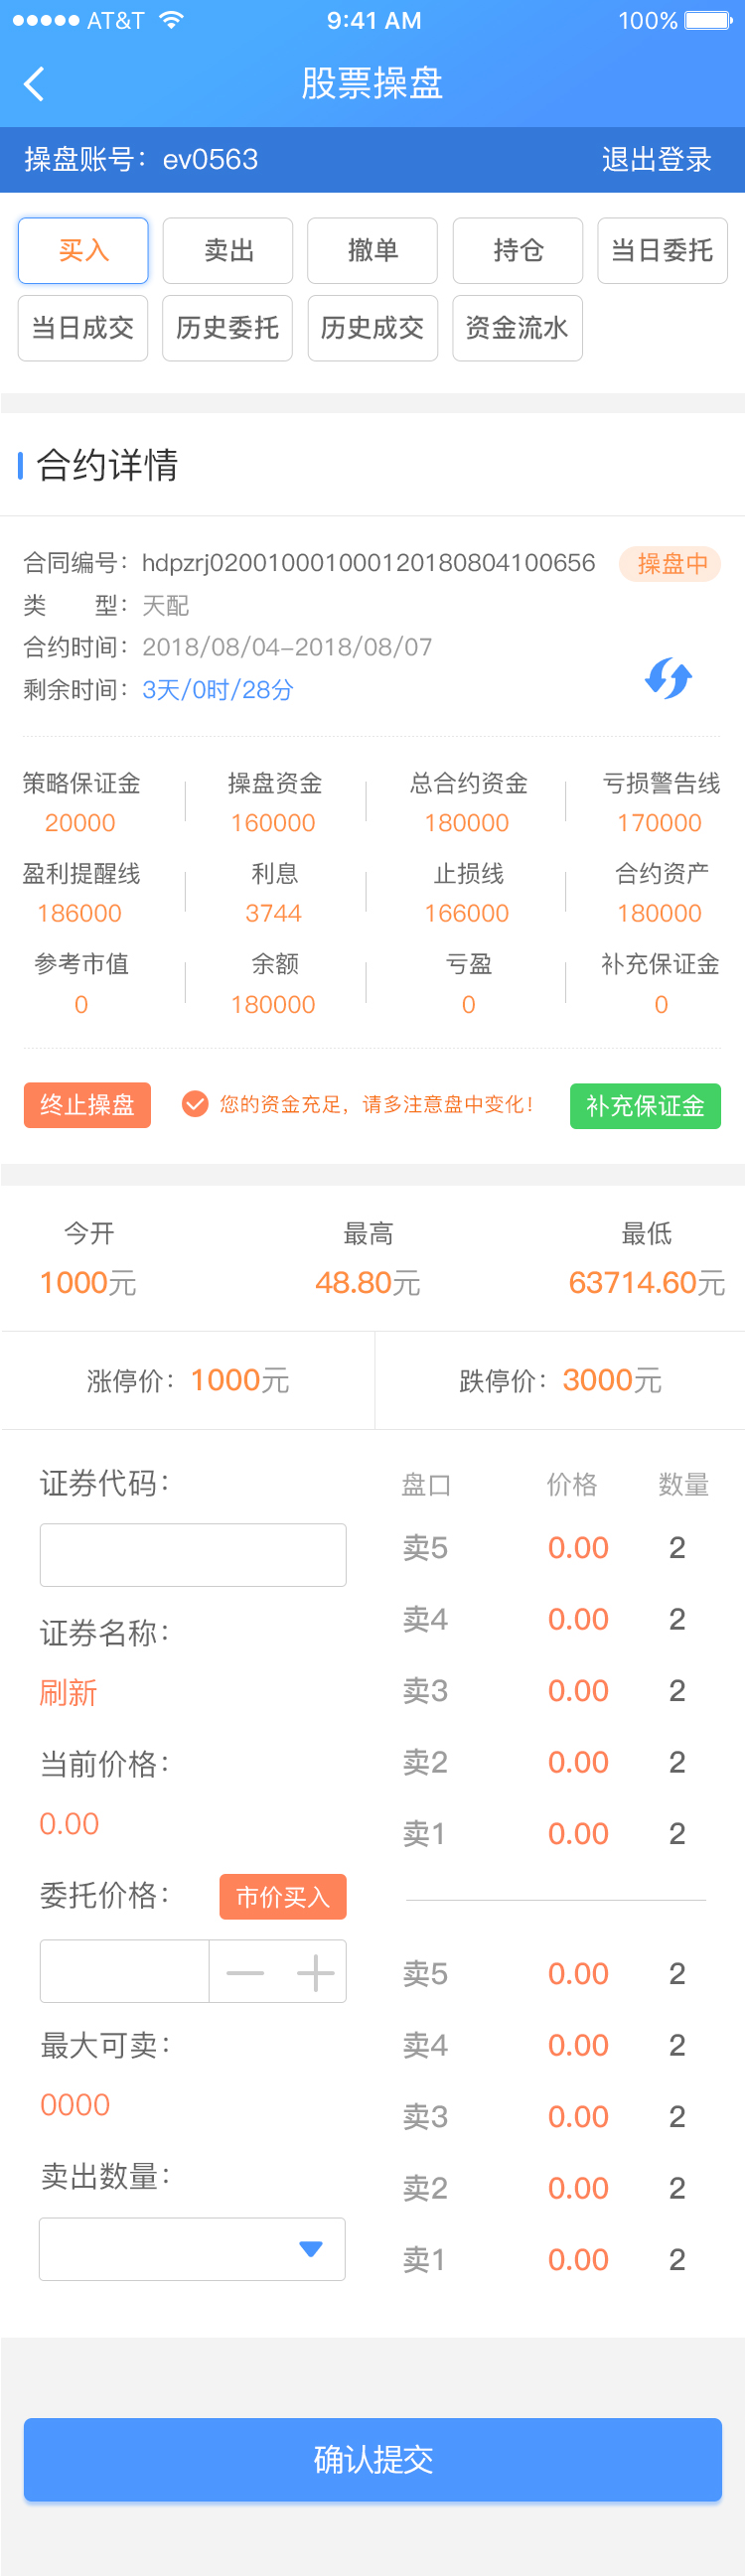 AT&T 9:41 AM 100%
股票操盘
操盘账号：ev0563 退出登录
买入 卖出 撤单 持仓 当日委托
当日成交 历史委托 历史成交 资金流水
合约详情
合同编号：hdpzrj020010001000120180804100656 操盘中
类 型：天配
合约时间：2018/08/04-2018/08/07
剩余时间：3天/0时/28分
策略保证金 操盘资金 总合约资金 亏损警告线
20000 160000 180000 170000
盈利提醒线 利息 止损线 合约资产
186000 3744 166000 180000
参考市值 余额 亏盈 补充保证金
0 180000 0 0
终止操盘 您的资金充足，请多注意盘中变化！ 补充保证金
今开 最高 最低
1000元 48.80元 63714.60元
涨停价：1000元 跌停价：3000元
证券代码： 盘口 价格 数量
卖5 0.00 2
证券名称： 卖4 0.00 2
刷新 卖3 0.00 2
当前价格： 卖2 0.00 2
0.00 卖1 0.00 2
委托价格： 市价买入
卖5 0.00 2
最大可卖： 卖4 0.00 2
0000 卖3 0.00 2
卖出数量： 卖2 0.00 2
卖1 0.00 2
确认提交